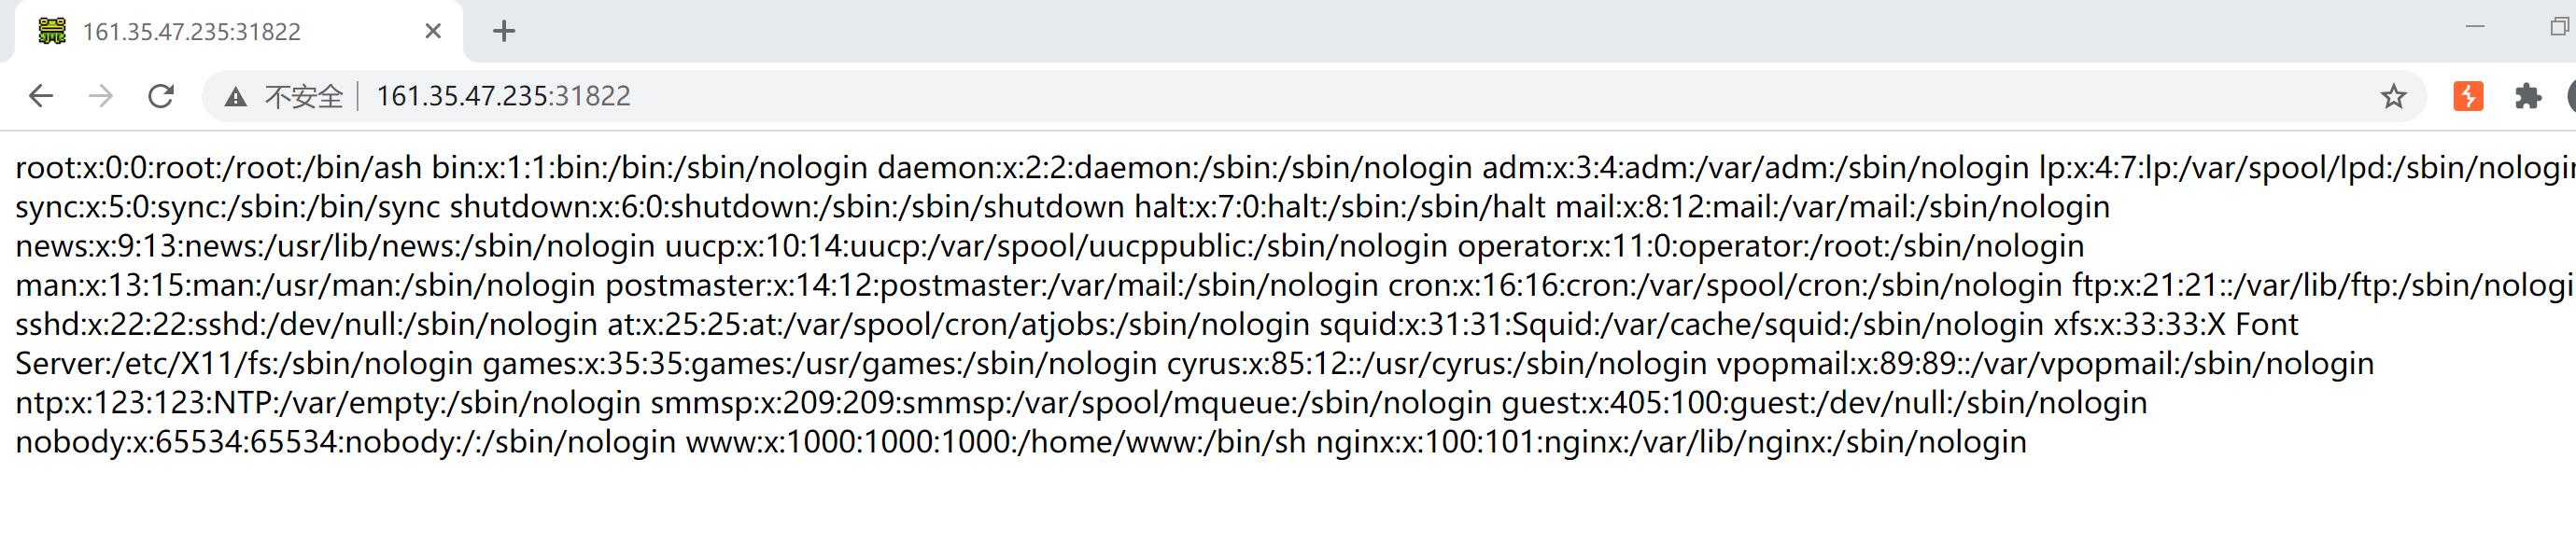 161.35.47.235:31822
不安全 161.35.47.235:31822
root:x:0:0:root:/root:/bin/ash bin:x:1:1:bin:/bin:/sbin/nologin daemon:x:2:2:daemon:/sbin:/sbin/nologin adm:x:3:4:adm:/var/adm:/sbin/nologin lp:x:4:7:lp:/var/spool/lpd:/sbin/nologin
sync:x:5:0:sync:/sbin:/bin/sync shutdown:x:6:0:shutdown:/sbin:/sbin/shutdown halt:x:7:0:halt:/sbin:/sbin/halt mail:x:8:12:mail:/var/mail:/sbin/nologin
news:x:9:13:news:/usr/lib/news:/sbin/nologin uucp:x:10:14:uucp:/var/spool/uucppublic:/sbin/nologin operator:x:11:0:operator:/root:/sbin/nologin
man:x:13:15:man:/usr/man:/sbin/nologin postmaster:x:14:12:postmaster:/var/mail:/sbin/nologin cron:x:16:16:cron:/var/spool/cron:/sbin/nologin ftp:x:21:21::/var/lib/ftp:/sbin/nologi
sshd:x:22:22:sshd:/dev/null:/sbin/nologin at:x:25:25:at:/var/spool/cron/atjobs:/sbin/nologin squid:x:31:31:Squid:/var/cache/squid:/sbin/nologin xfs:x:33:33:X Font
Server:/etc/X11/fs:/sbin/nologin games:x:35:35:games:/usr/games:/sbin/nologin cyrus:x:85:12::/usr/cyrus:/sbin/nologin vpopmail:x:89:89::/var/vpopmail:/sbin/nologin
ntp:x:123:123:NTP:/var/empty:/sbin/nologin smmsp:x:209:209:smmsp:/var/spool/mqueue:/sbin/nologin guest:x:405:100:guest:/dev/null:/sbin/nologin
nobody:x:65534:65534:nobody:/:/sbin/nologin www:x:1000:1000:1000:/home/www:/bin/sh nginx:x:100:101:nginx:/var/lib/nginx:/sbin/nologin